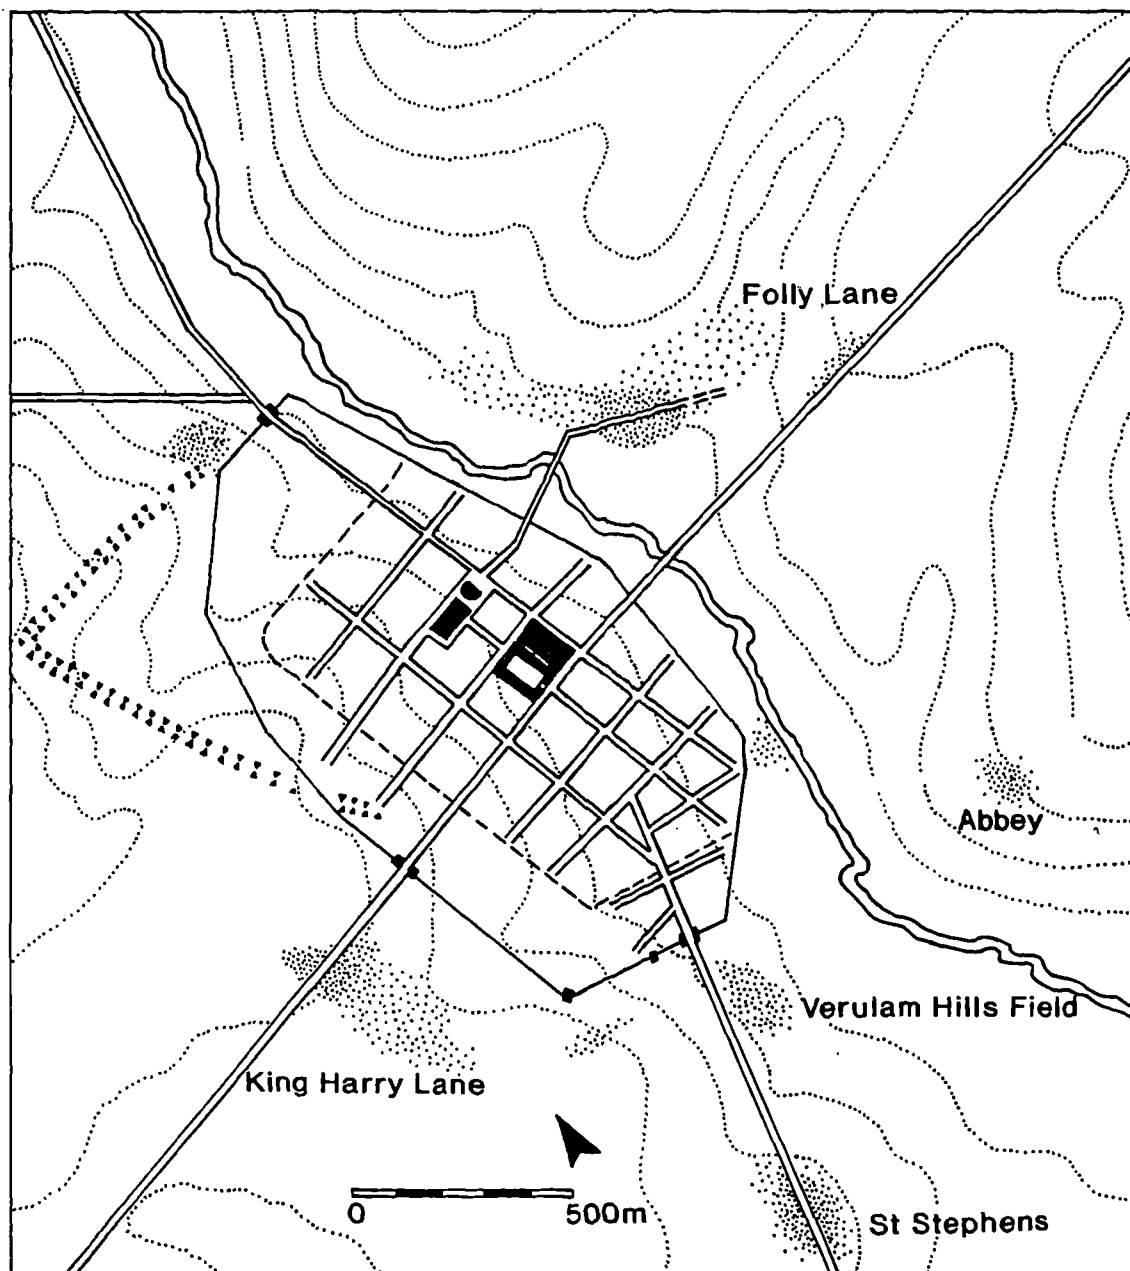 Folly Lane
Abbey
Verulam Hills Field
King Harry Lane
0 500m
St Stephens